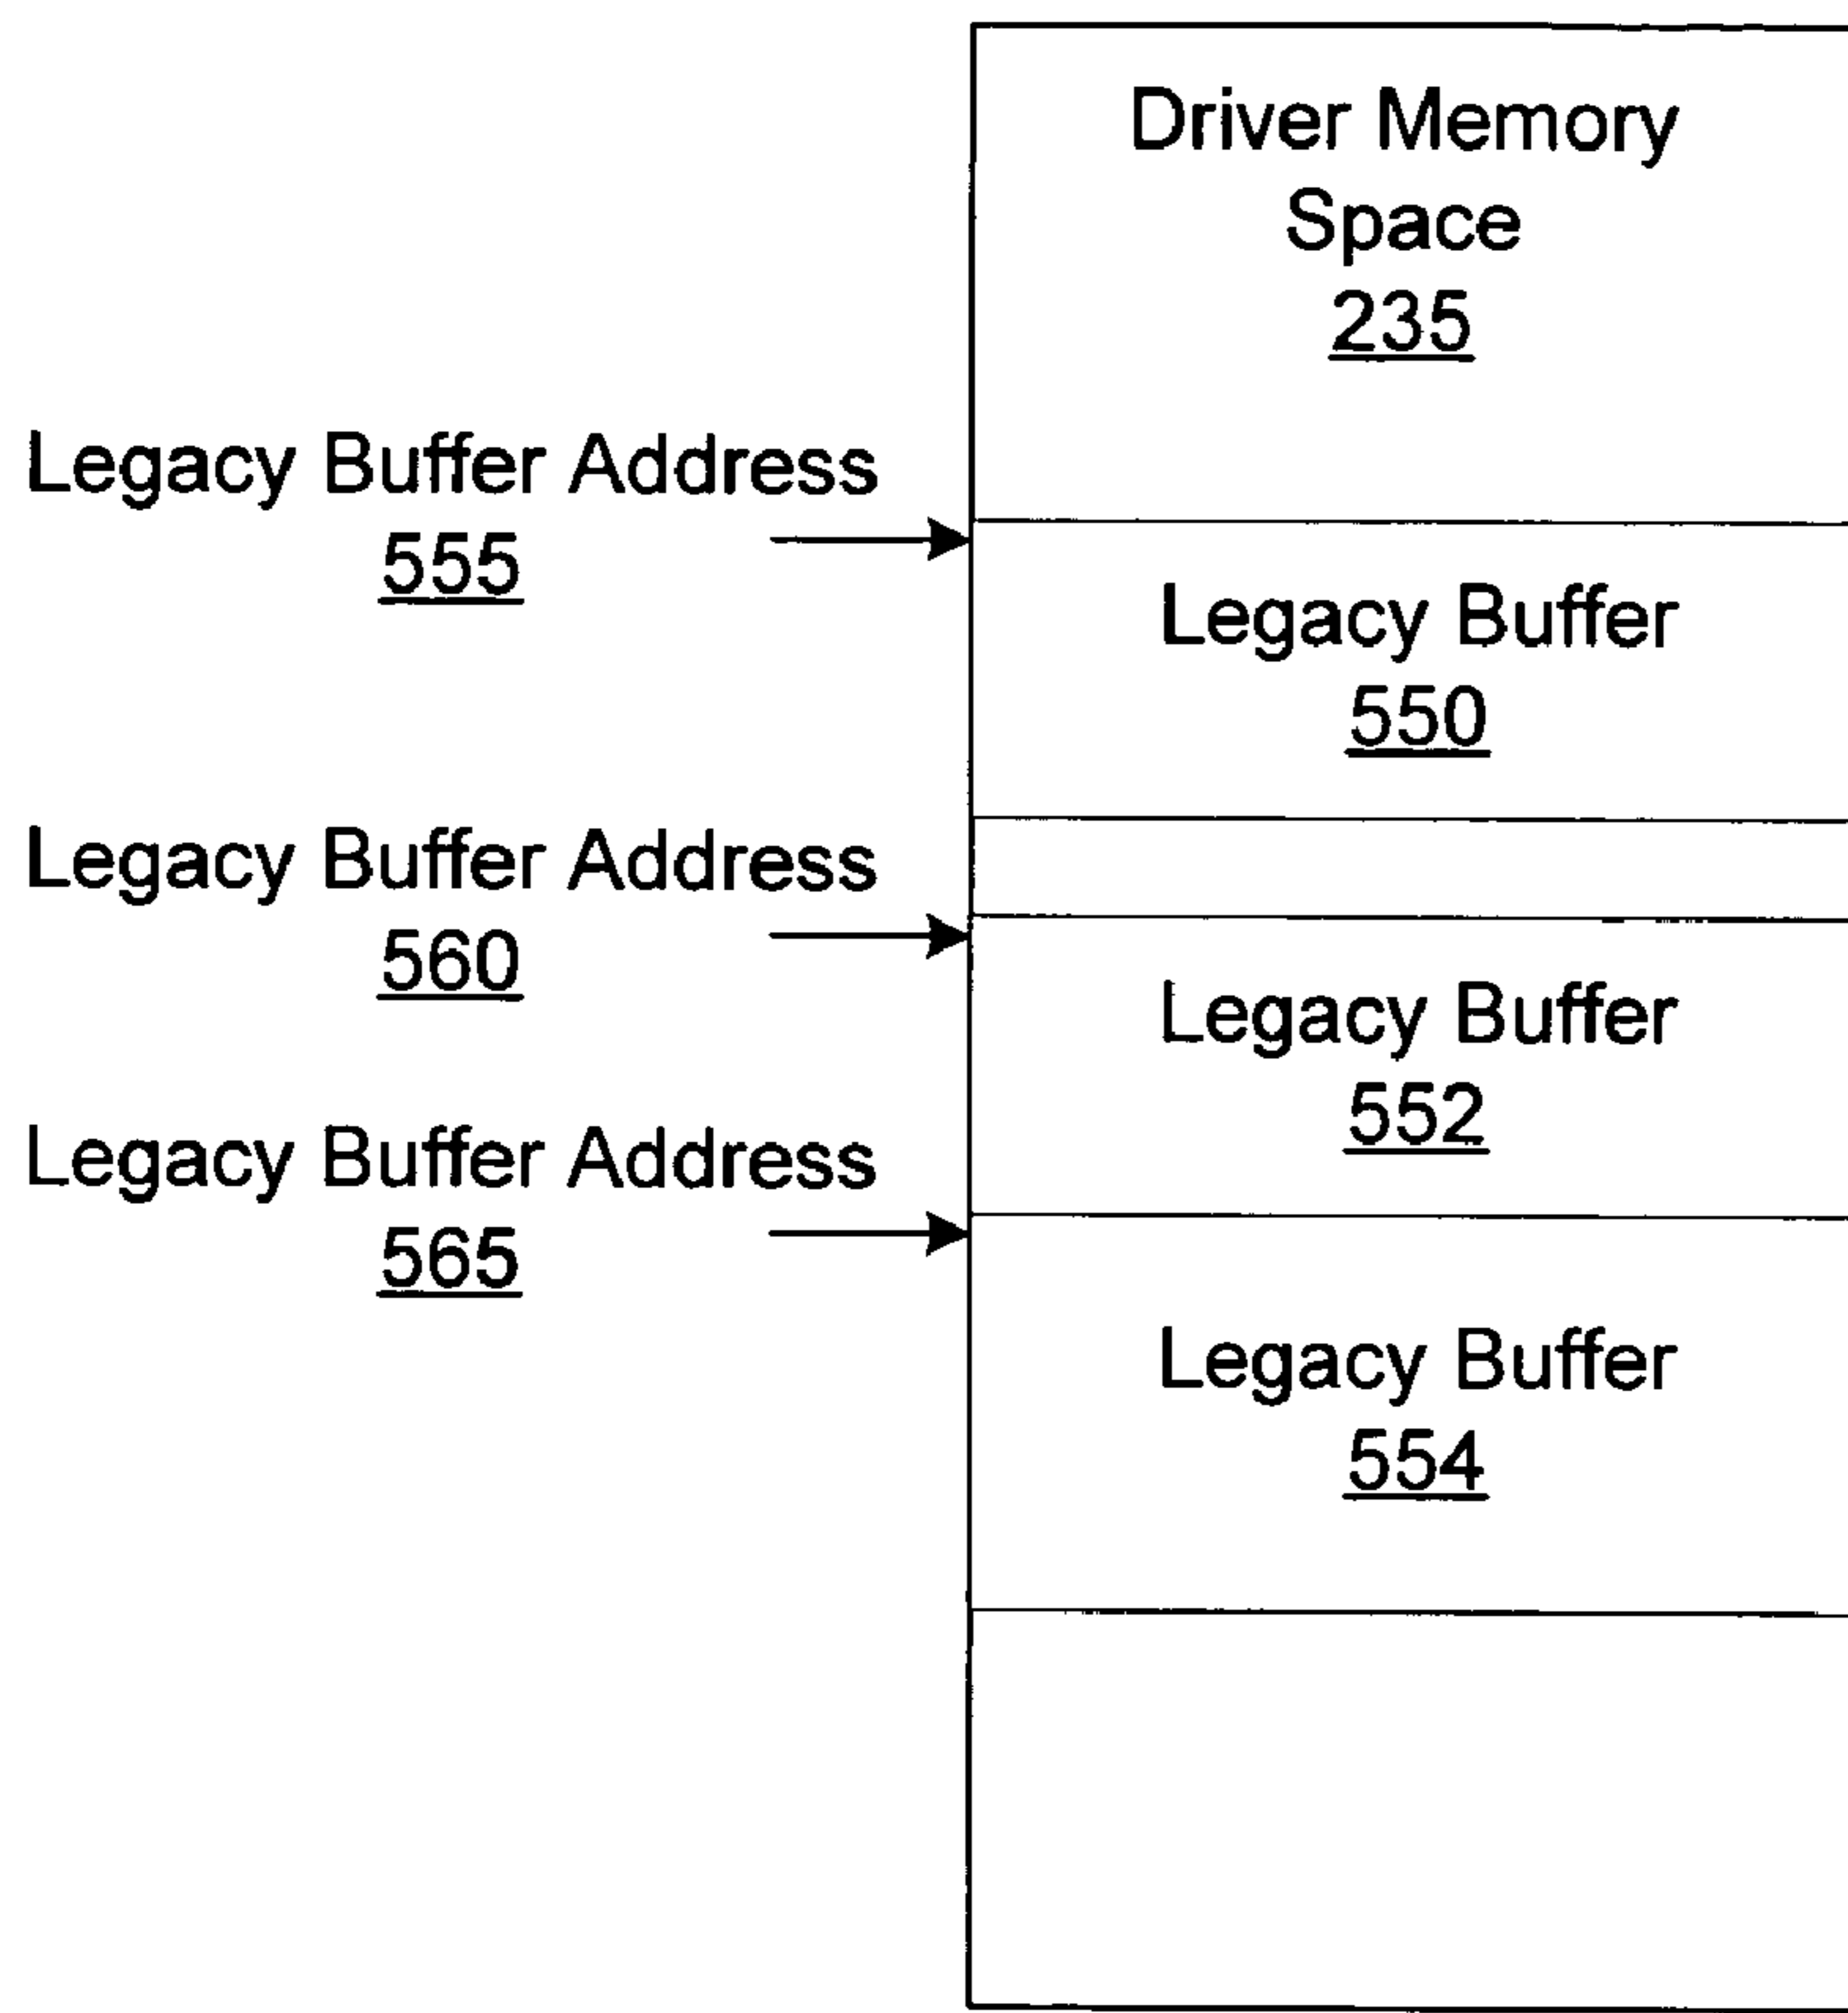 Driver Memory
Space
235
Legacy Buffer Address
555
Legacy Buffer
550
Legacy Buffer Address
560
Legacy Buffer
552
Legacy Buffer Address
565
Legacy Buffer
554